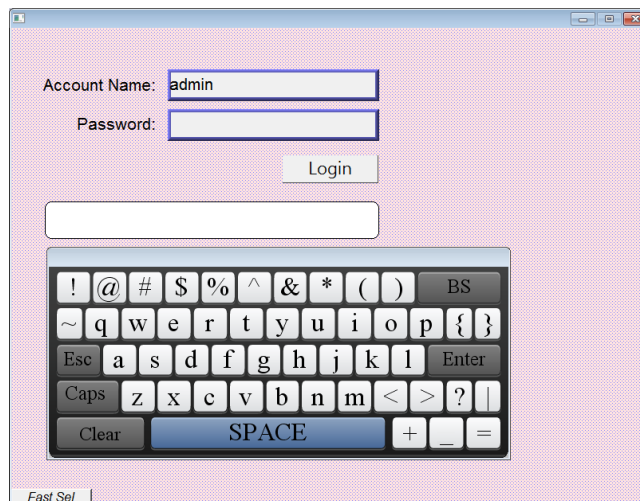 Account Name: admin
Password:
Login
! @ # $ % ^ & * ( ) BS
~ q w e r t y u i o p { }
Esc a s d f g h j k l Enter
Caps z x c v b n m < > ? |
Clear SPACE + _ =
Fast Sel